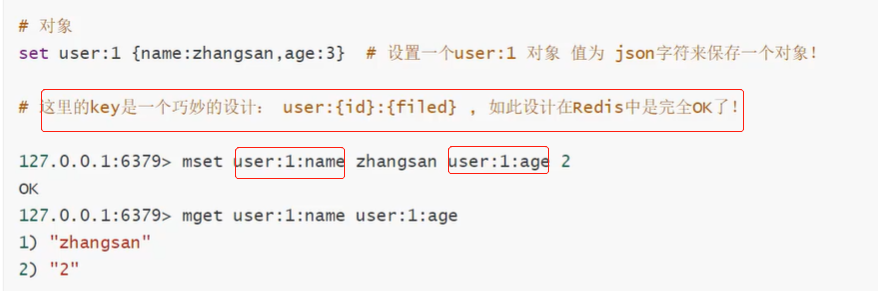 # 对象
set user:1 {name:zhangsan,age:3} # 设置一个user:1 对象 值为 json字符来保存一个对象!
# 这里的key是一个巧妙的设计: user:{id}:{filed} , 如此设计在Redis中是完全OK了!
127.0.0.1:6379> mset user:1:name zhangsan user:1:age 2
OK
127.0.0.1:6379> mget user:1:name user:1:age
1) "zhangsan"
2) "2"